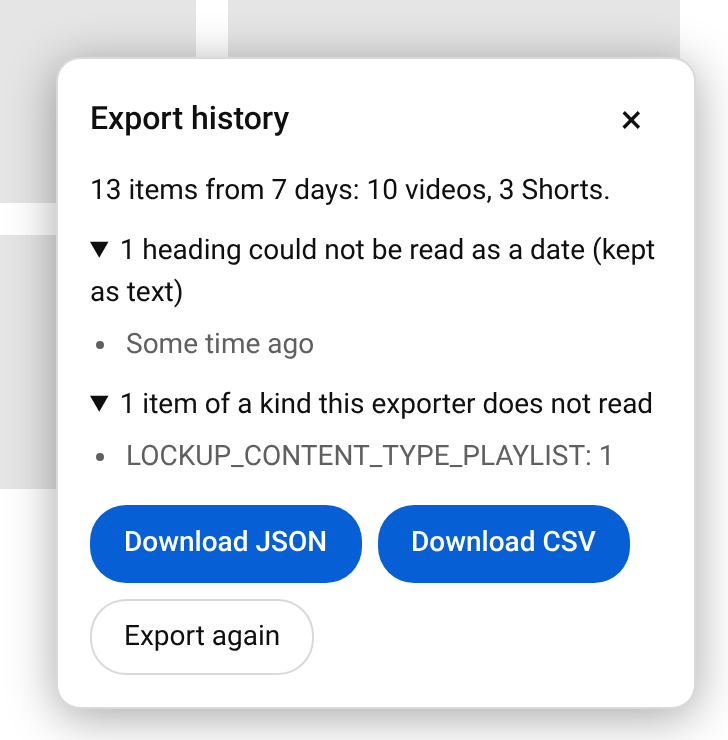 Export history
13 items from 7 days: 10 videos, 3 Shorts.
1 heading could not be read as a date (kept
as text)
Some time ago
1 item of a kind this exporter does not read
LOCKUP_CONTENT_TYPE_PLAYLIST: 1
Download JSON
Download CSV
Export again